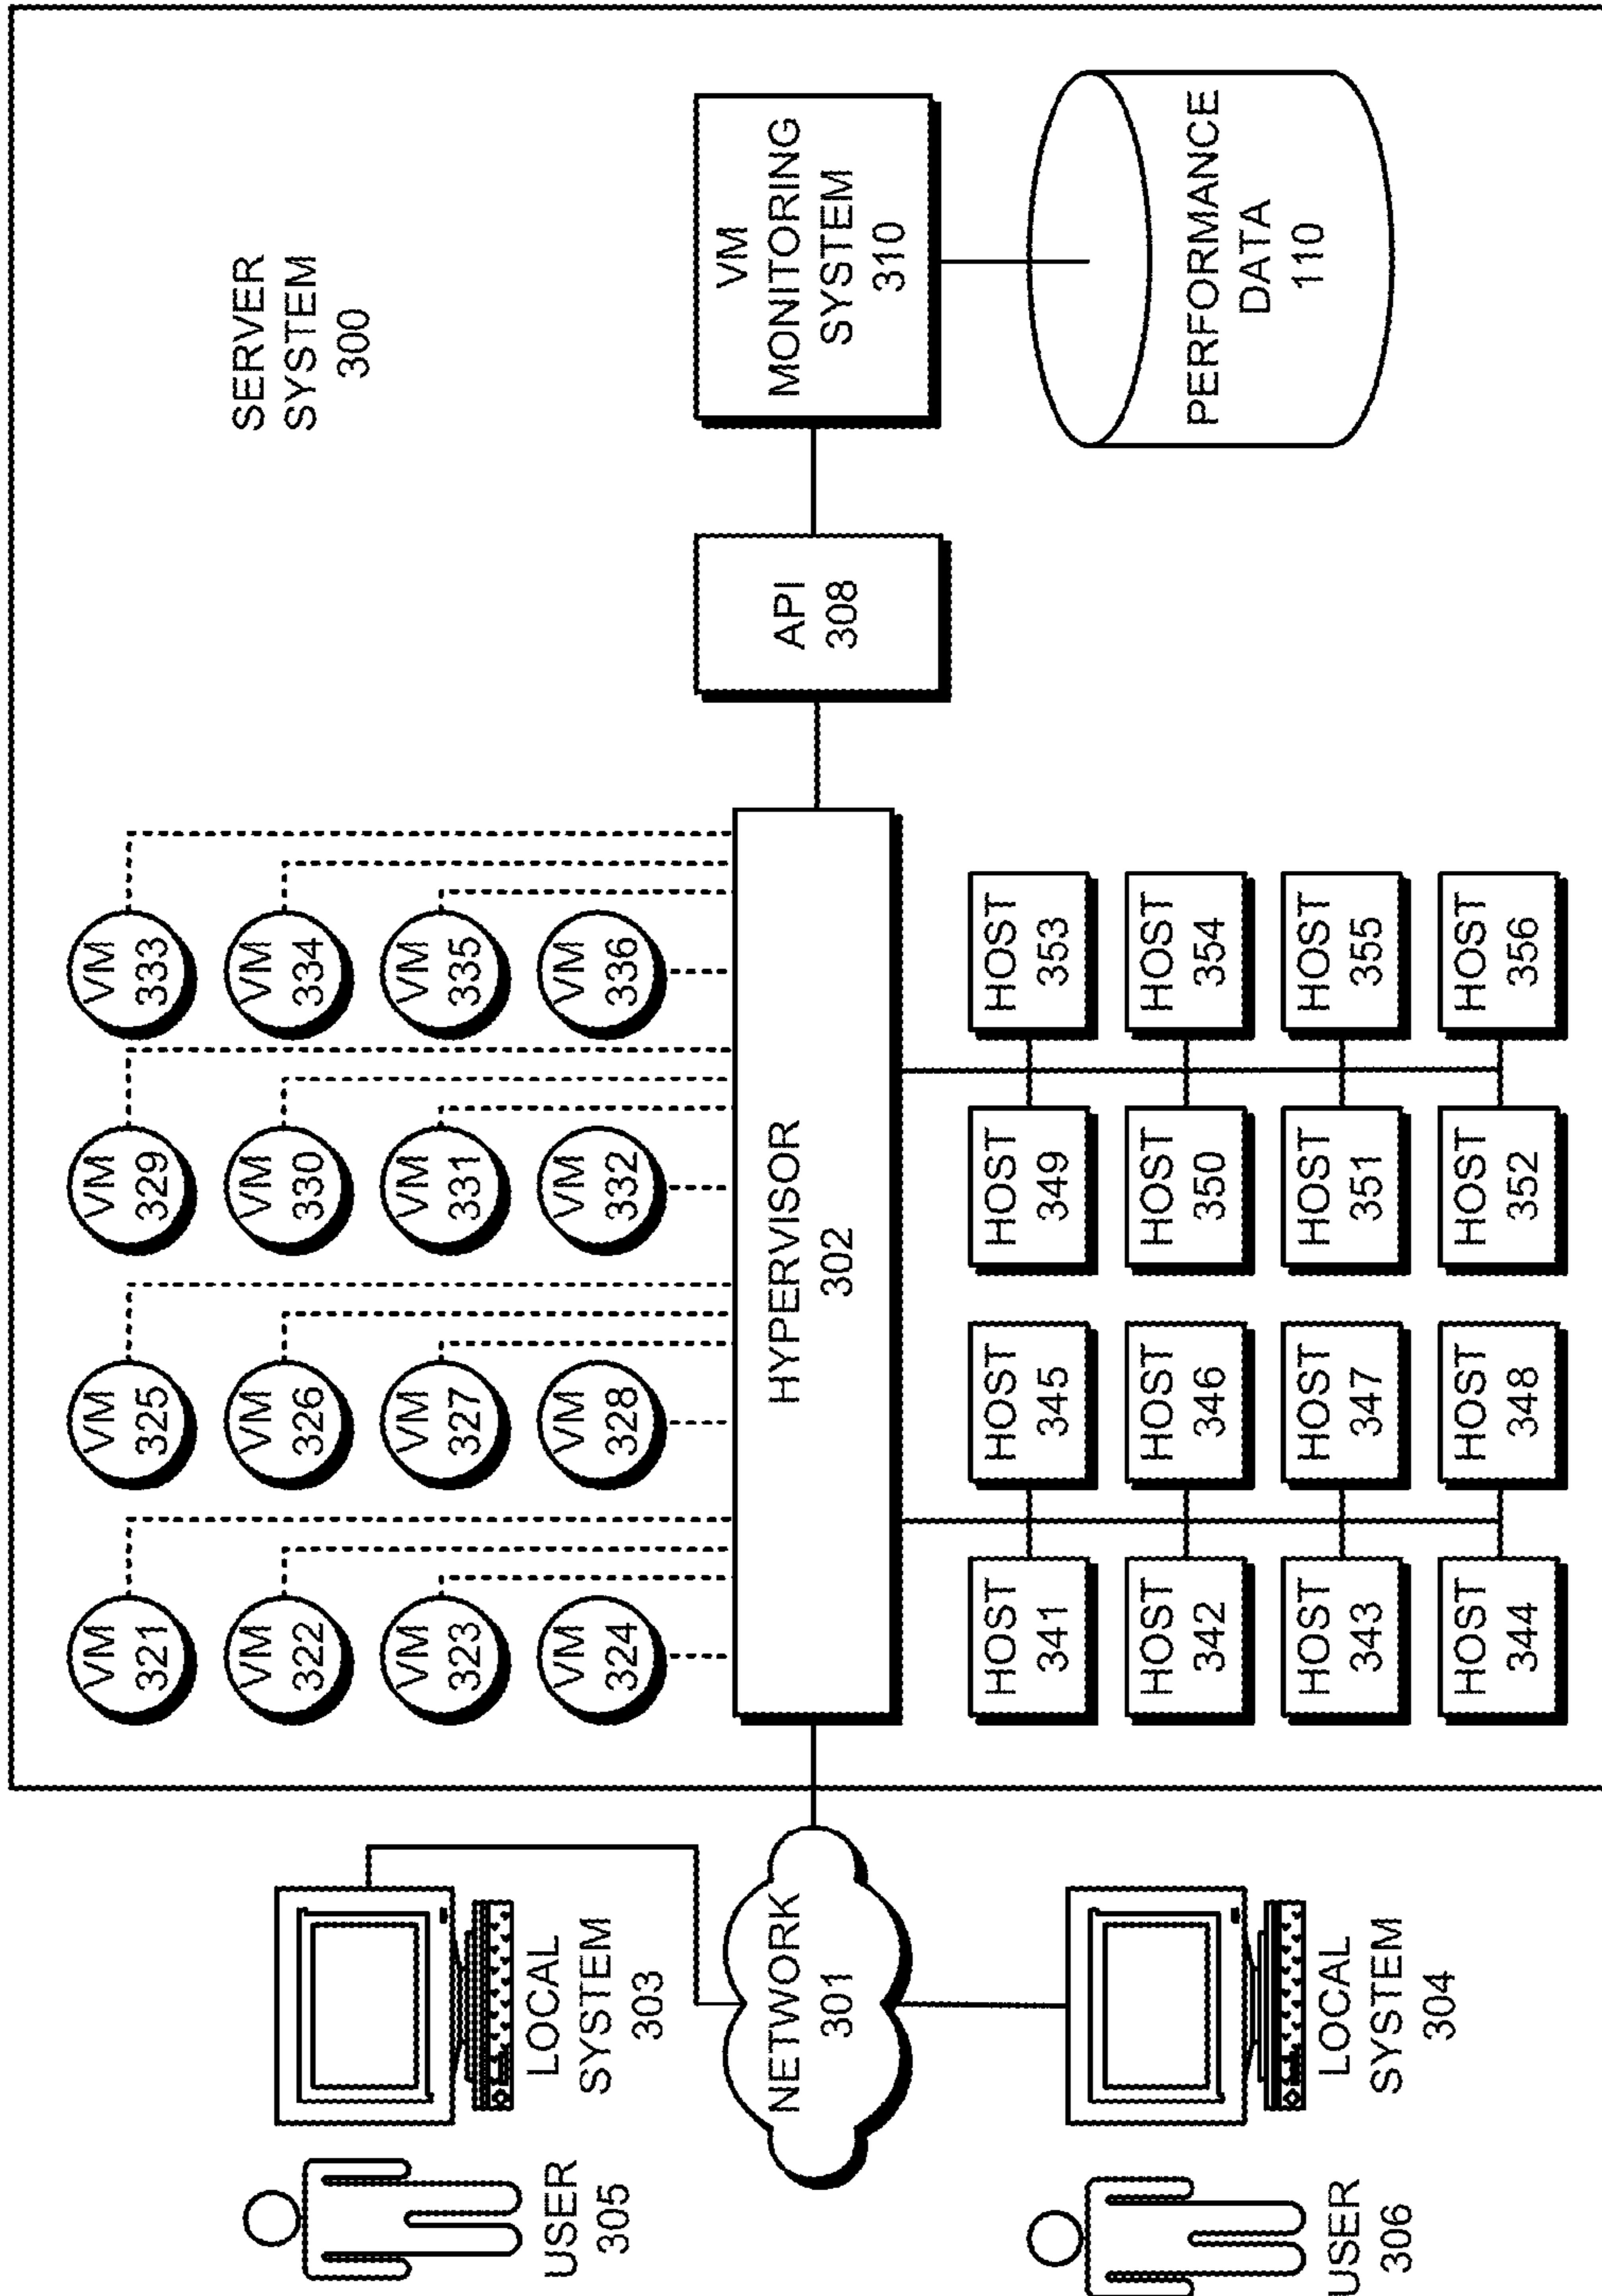 SERVER
SYSTEM
300
VM
321
VM
325
VM
329
VM
333
VM
322
VM
326
VM
330
VM
334
VM
323
VM
327
VM
331
VM
335
VM
324
VM
328
VM
332
VM
336
USER
305
LOCAL
SYSTEM
303
NETWORK
301
HYPERVISOR
302
API
308
VM
MONITORING
SYSTEM
310
HOST
341
HOST
345
HOST
349
HOST
353
HOST
342
HOST
346
HOST
350
HOST
354
HOST
343
HOST
347
HOST
351
HOST
355
HOST
344
HOST
348
HOST
352
HOST
356
PERFORMANCE
DATA
110
USER
306
LOCAL
SYSTEM
304